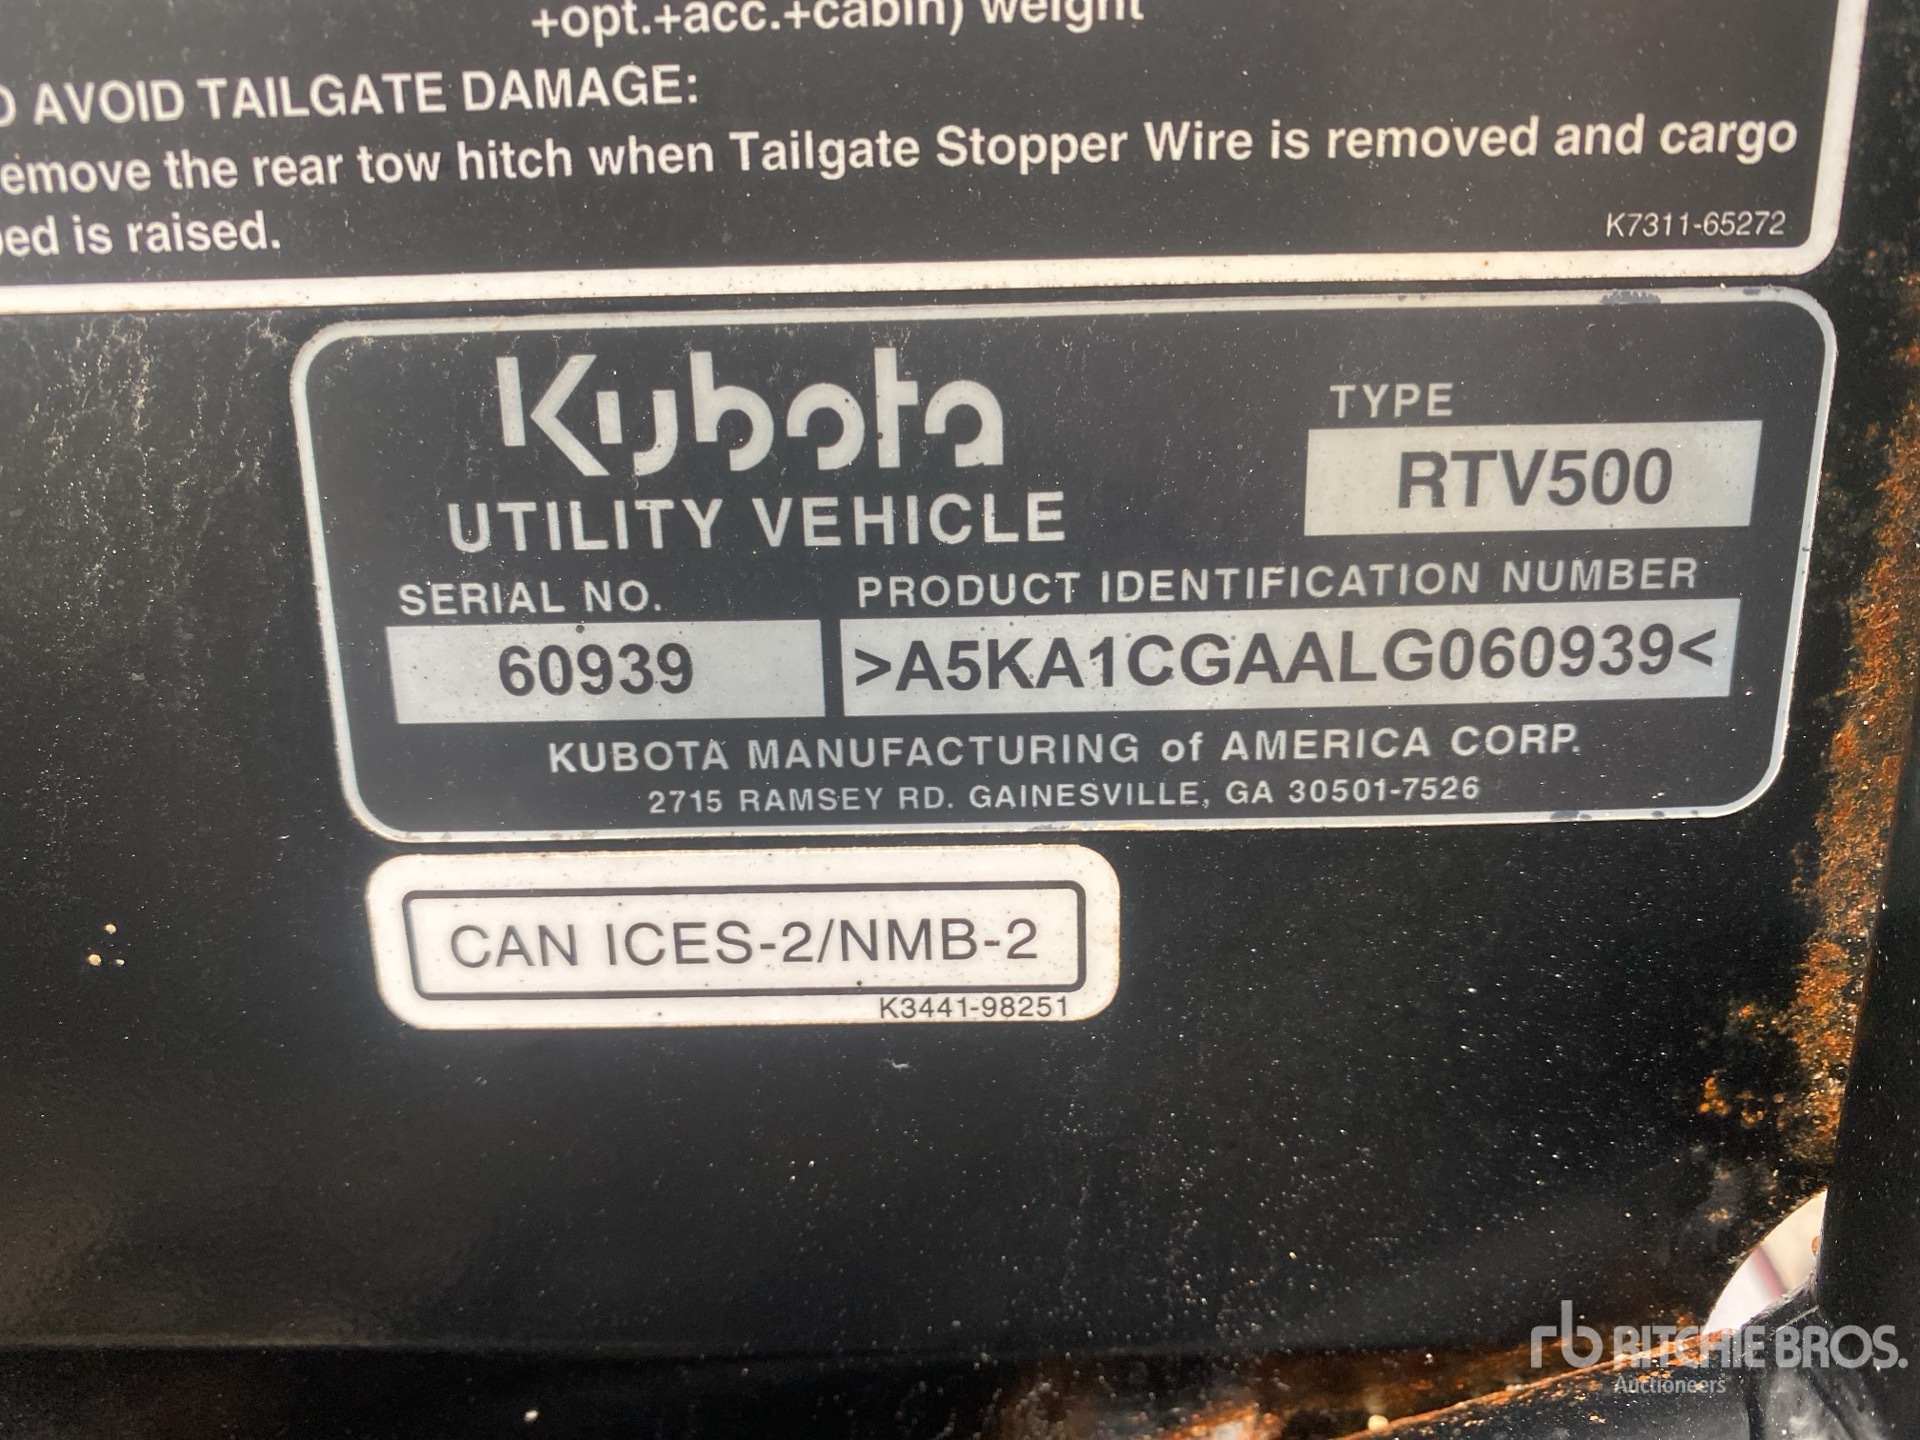 +opt.+acc.+cabin) weight
O AVOID TAILGATE DAMAGE:
emove the rear tow hitch when Tailgate Stopper Wire is removed and cargo
bed is raised.
K7311-65272
Kubota
UTILITY VEHICLE
TYPE
RTV500
SERIAL NO.
60939
PRODUCT IDENTIFICATION NUMBER
>A5KA1CGAALG060939<
KUBOTA MANUFACTURING of AMERICA CORP.
2715 RAMSEY RD. GAINESVILLE, GA 30501-7526
CAN ICES-2/NMB-2
K3441-98251
rb RITCHIE BROS.
Auctioneers